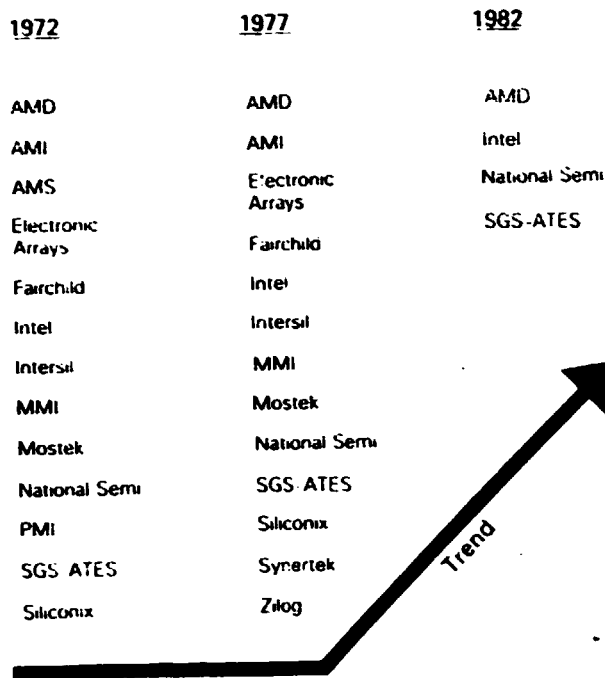 1972
AMD
AMI
AMS
Electronic
Arrays
Fairchild
Intel
Intersil
MMI
Mostek
National Semi
PMI
SGS ATES
Siliconix
1977
AMD
AMI
Electronic
Arrays
Fairchild
Intel
Intersil
MMI
Mostek
National Semi
SGS-ATES
Siliconix
Synertek
Zilog
1982
AMD
Intel
National Semi
SGS-ATES
Trend